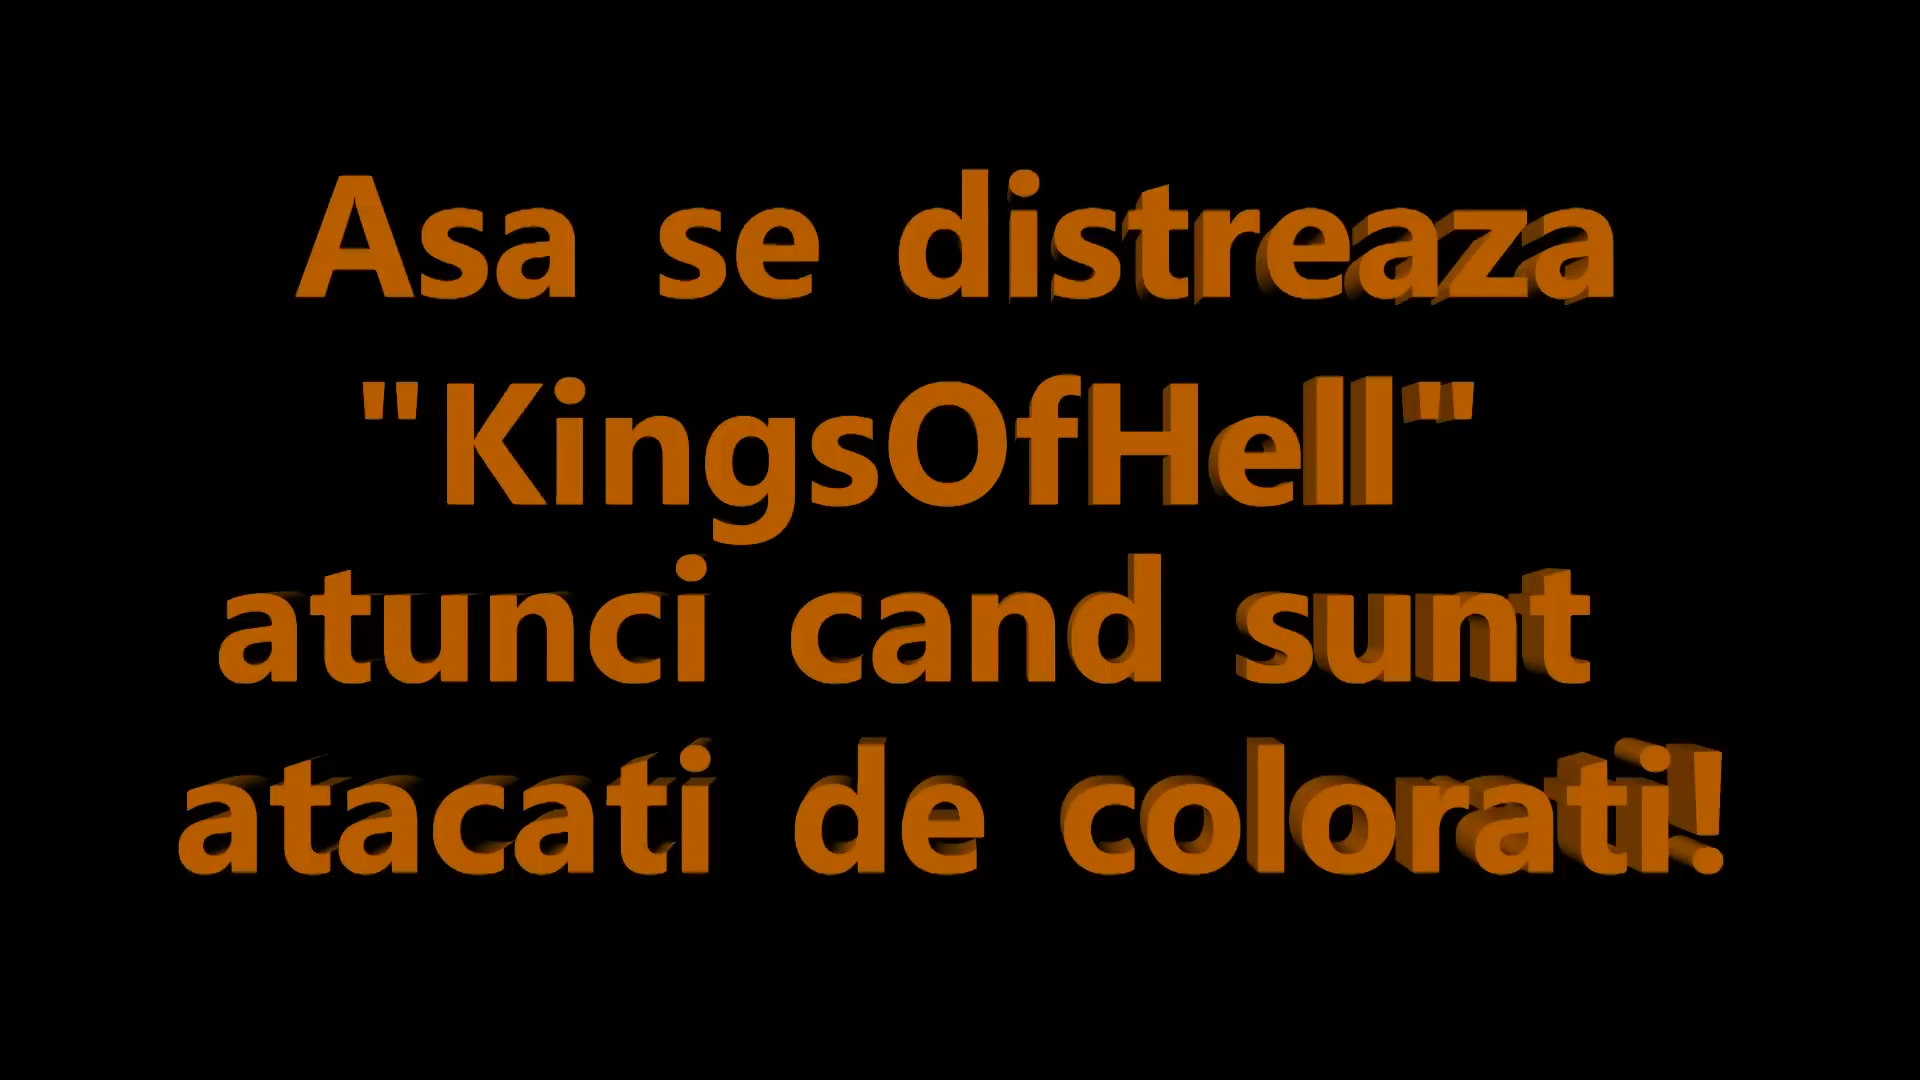 Asa se distreaza
"KingsOfHell"
atunci cand sunt
atacati de colorati!